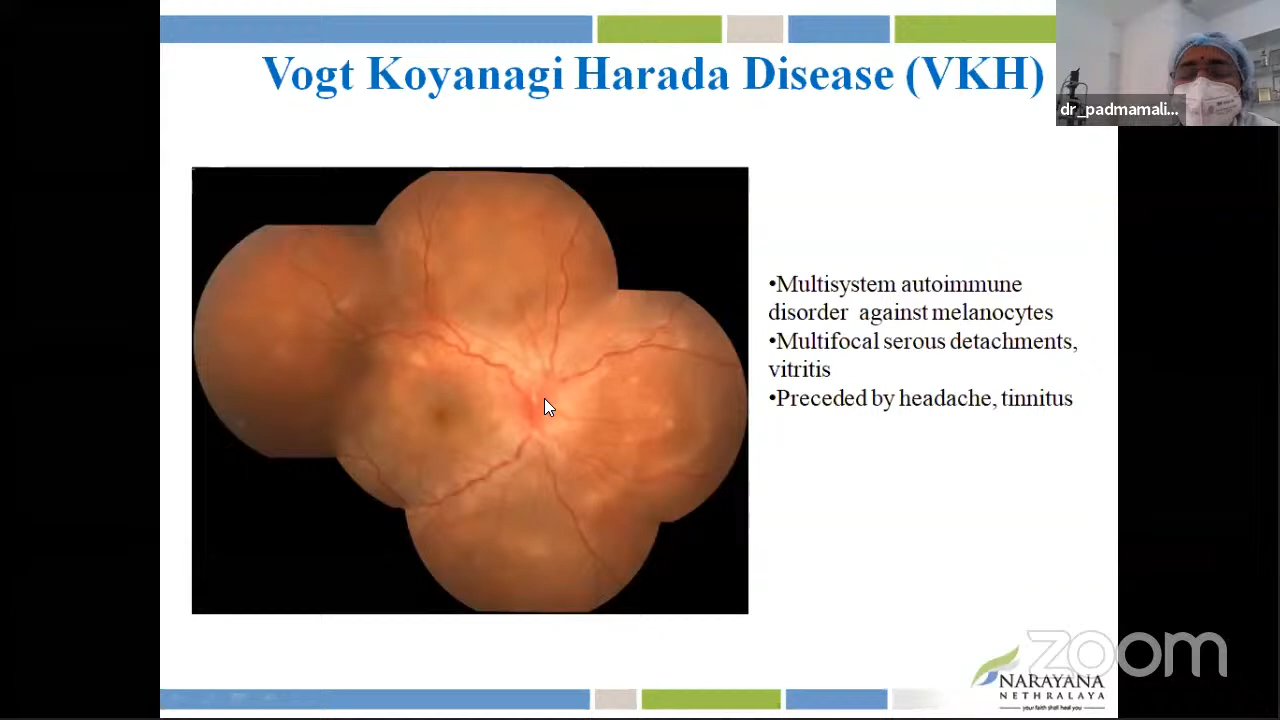 Vogt Koyanagi Harada Disease (VKH)
dr_padmamali...
•Multisystem autoimmune
disorder against melanocytes
•Multifocal serous detachments,
vitritis
•Preceded by headache, tinnitus
zoom
NARAYANA
NETHRALAYA
your faith shall heal you